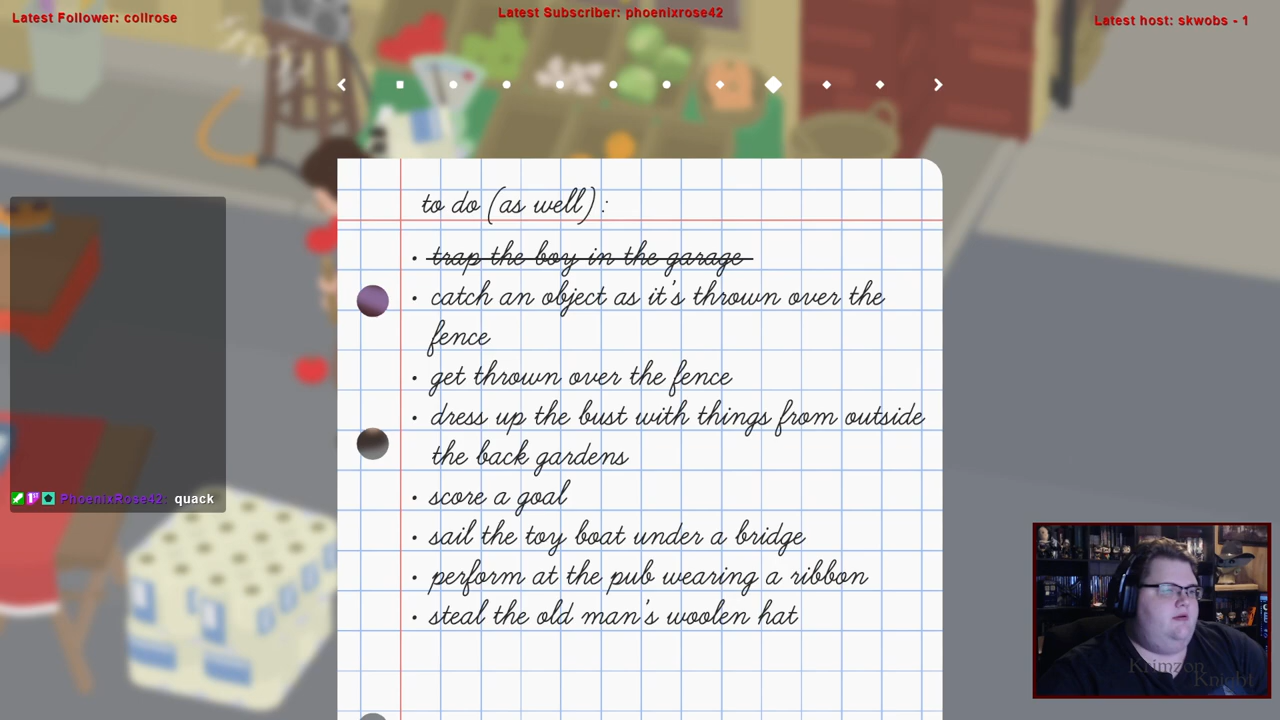 Latest Follower: collrose
Latest Subscriber: phoenixrose42
Latest host: skwobs - 1
to do (as well):
• trap the boy in the garage
• catch an object as it's thrown over the
fence
• get thrown over the fence
• dress up the bust with things from outside
the back gardens
• score a goal
• sail the toy boat under a bridge
• perform at the pub wearing a ribbon
• steal the old man's woolen hat
PhoenixRose42: quack
Krimzon
Knight